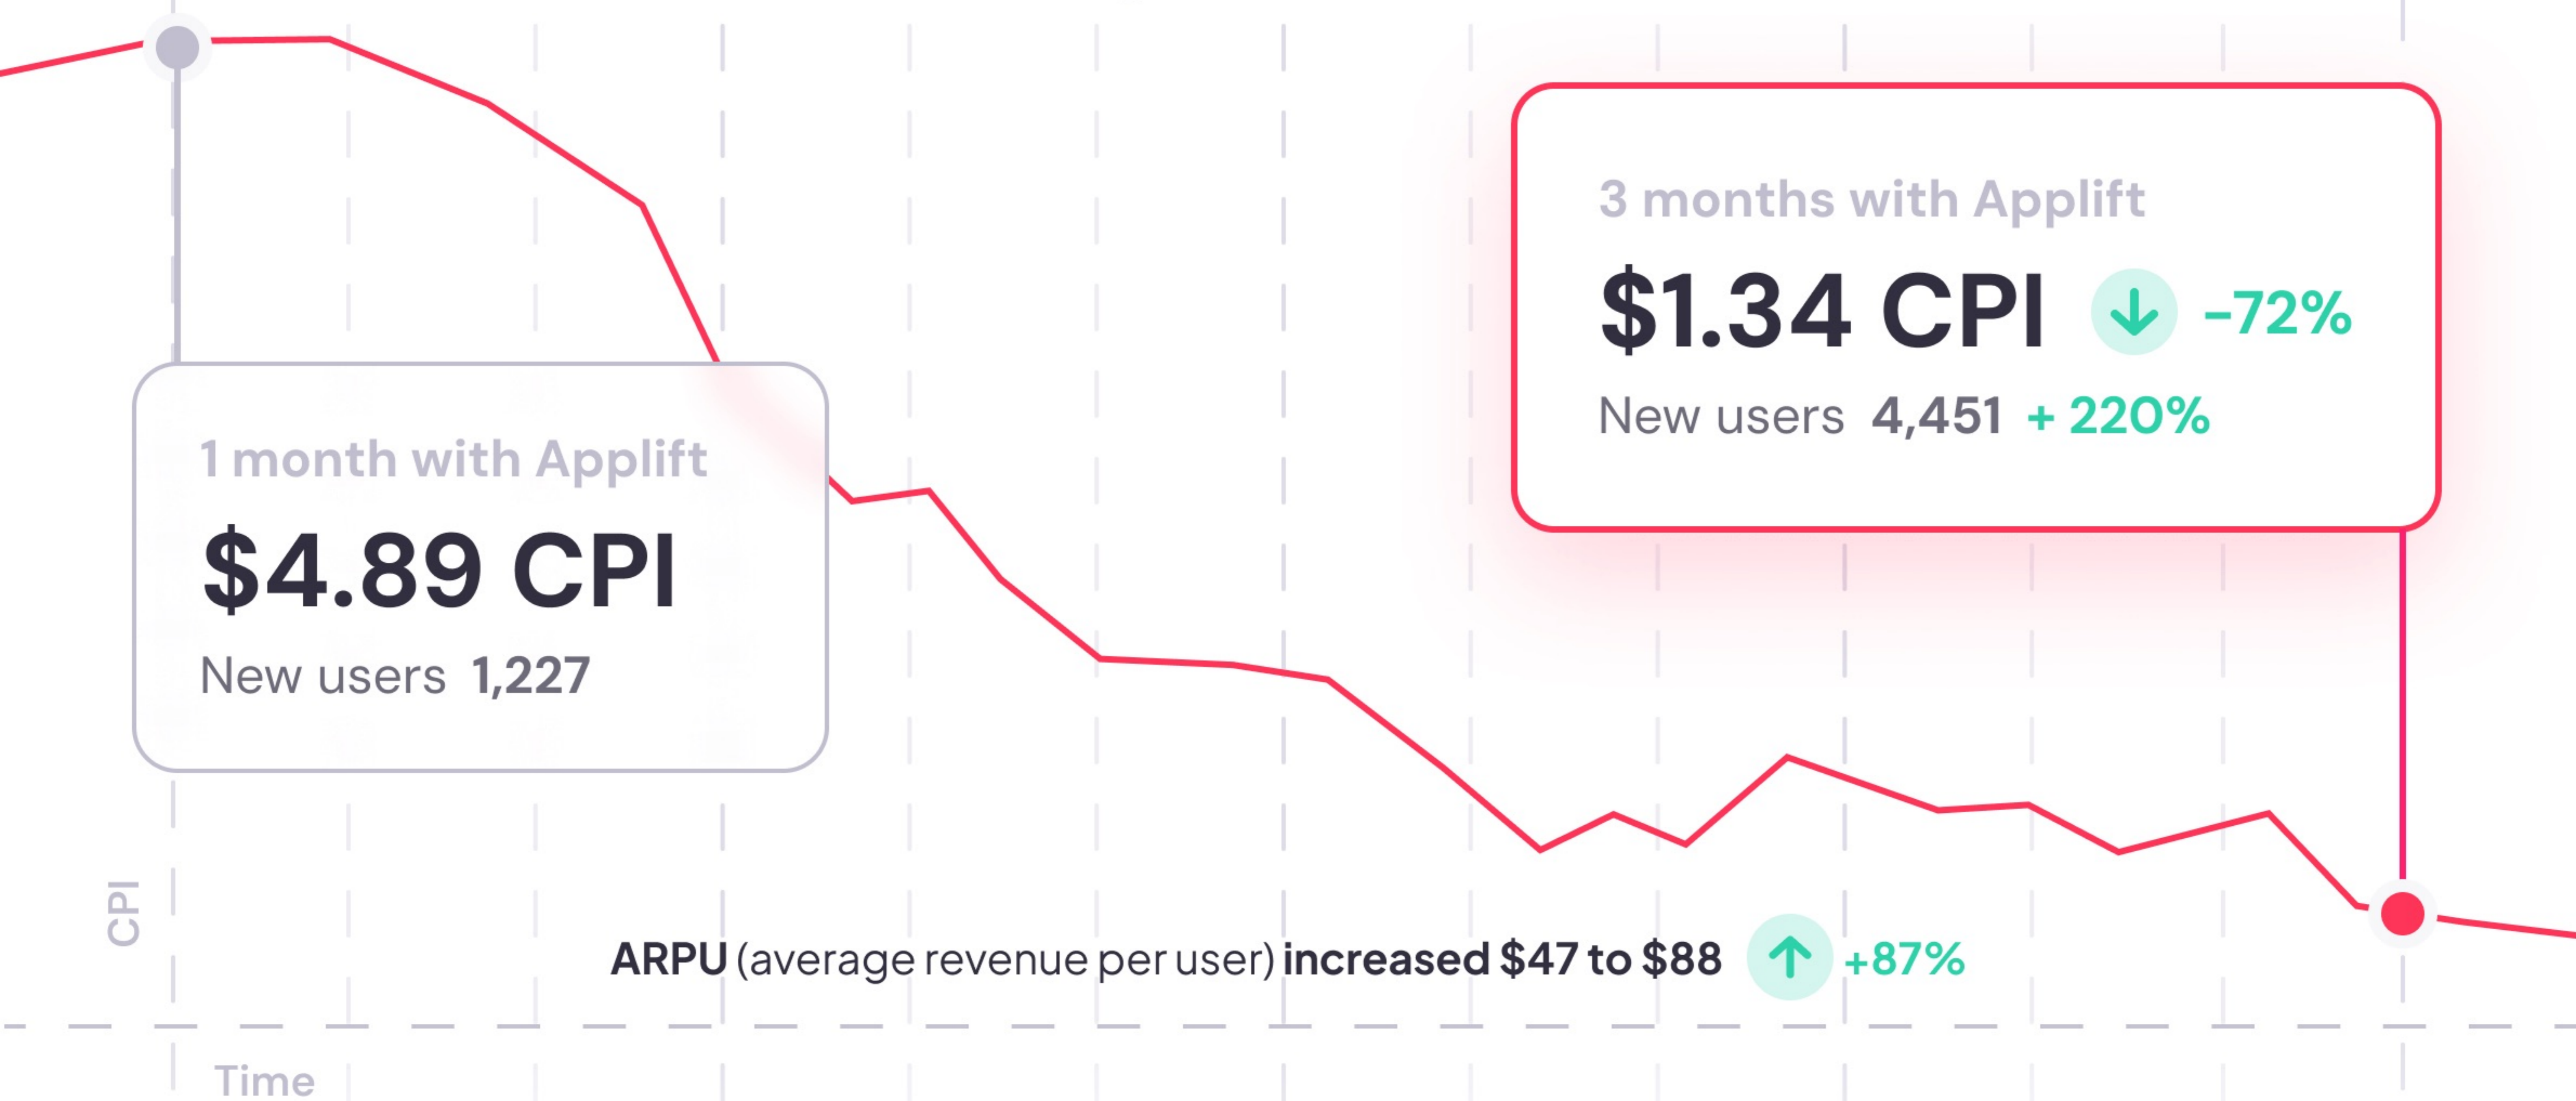 1 month with Applift
$4.89 CPI
New users 1,227
3 months with Applift
$1.34 CPI -72%
New users 4,451 + 220%
CPI
ARPU (average revenue per user) increased $47 to $88 +87%
Time